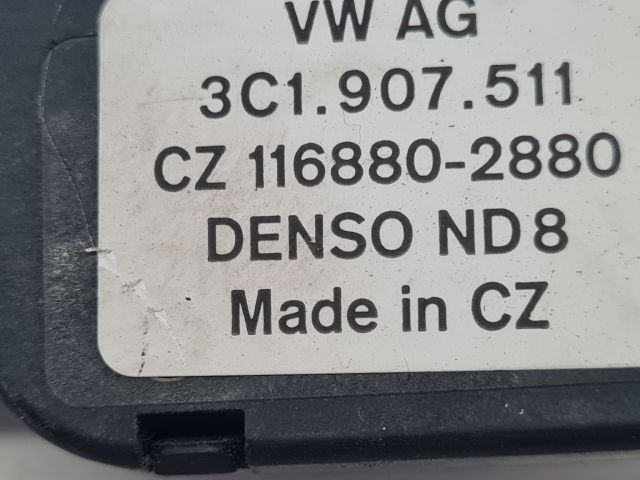 VW AG
3C1.907.511
CZ 116880-2880
DENSO ND8
Made in CZ